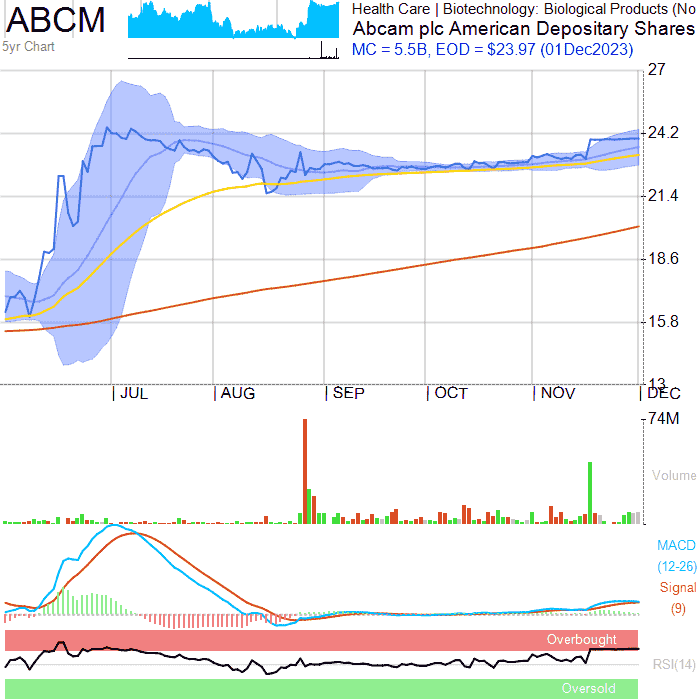 ABCM
5yr Chart
Health Care | Biotechnology: Biological Products (No
Abcam plc American Depositary Shares
MC = 5.5B, EOD = $23.97 (01Dec2023)
27
24.2
21.4
18.6
15.8
13
JUL AUG SEP OCT NOV DEC
74M
Volume
MACD
(12-26)
Signal
(9)
Overbought
RSI(14)
Oversold